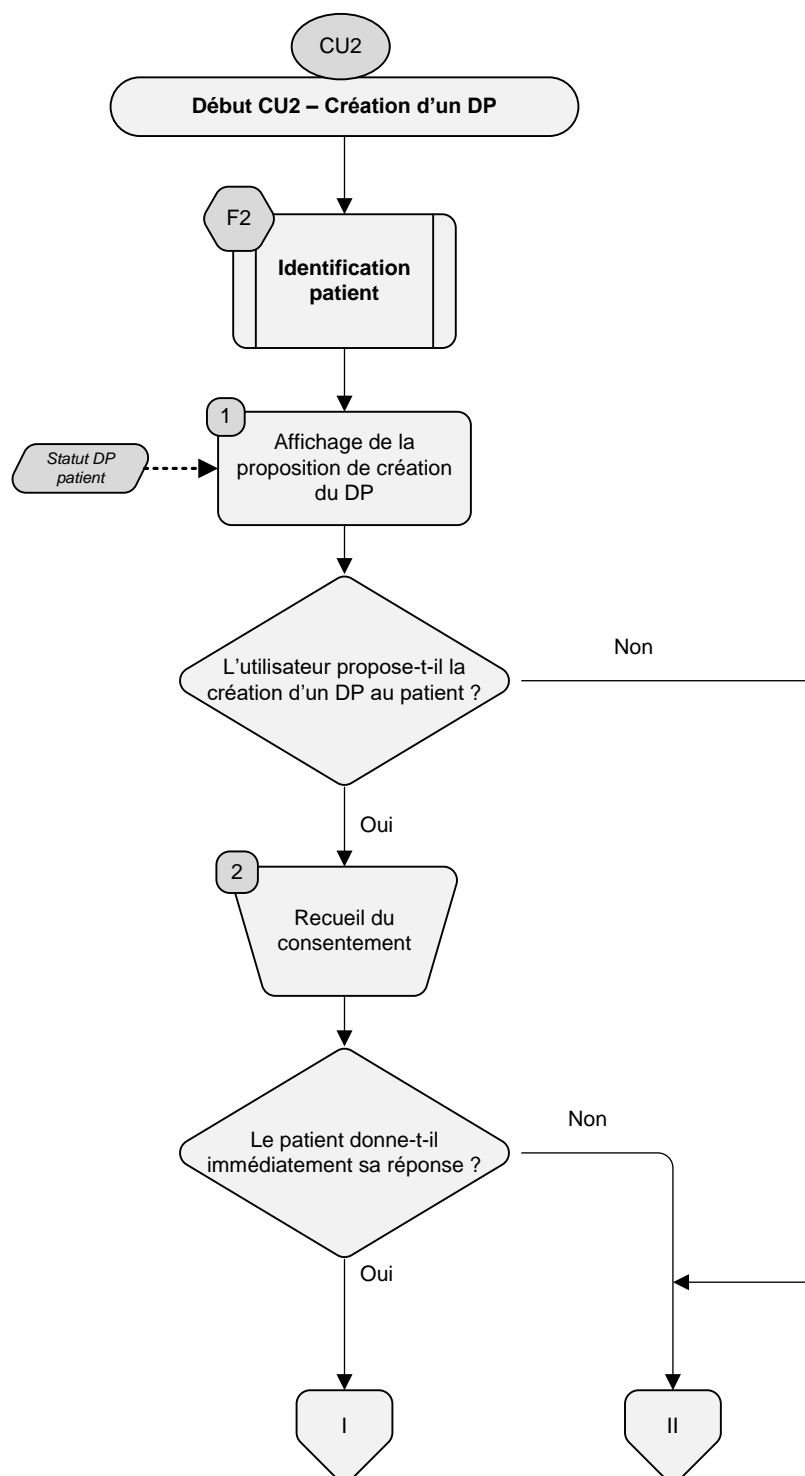 CU2
Début CU2 – Création d’un DP
F2
Identification
patient
1
Affichage de la
proposition de création
du DP
Statut DP
patient
L’utilisateur propose-t-il la
création d’un DP au patient ?
Non
Oui
2
Recueil du
consentement
Le patient donne-t-il
immédiatement sa réponse ?
Non
Oui
I
II